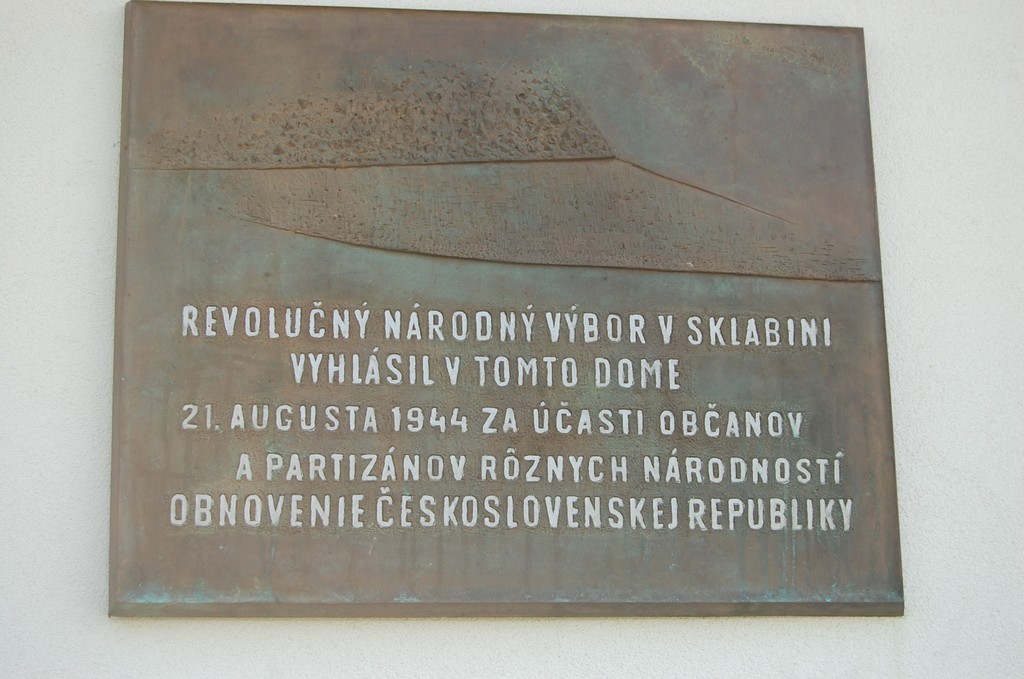 REVOLUČNÝ NÁRODNÝ VÝBOR V SKLABINI
VYHLÁSIL V TOMTO DOME
21. AUGUSTA 1944 ZA ÚČASTI OBČANOV
A PARTIZÁNOV RÔZNYCH NÁRODNOSTÍ
OBNOVENIE ČESKOSLOVENSKEJ REPUBLIKY